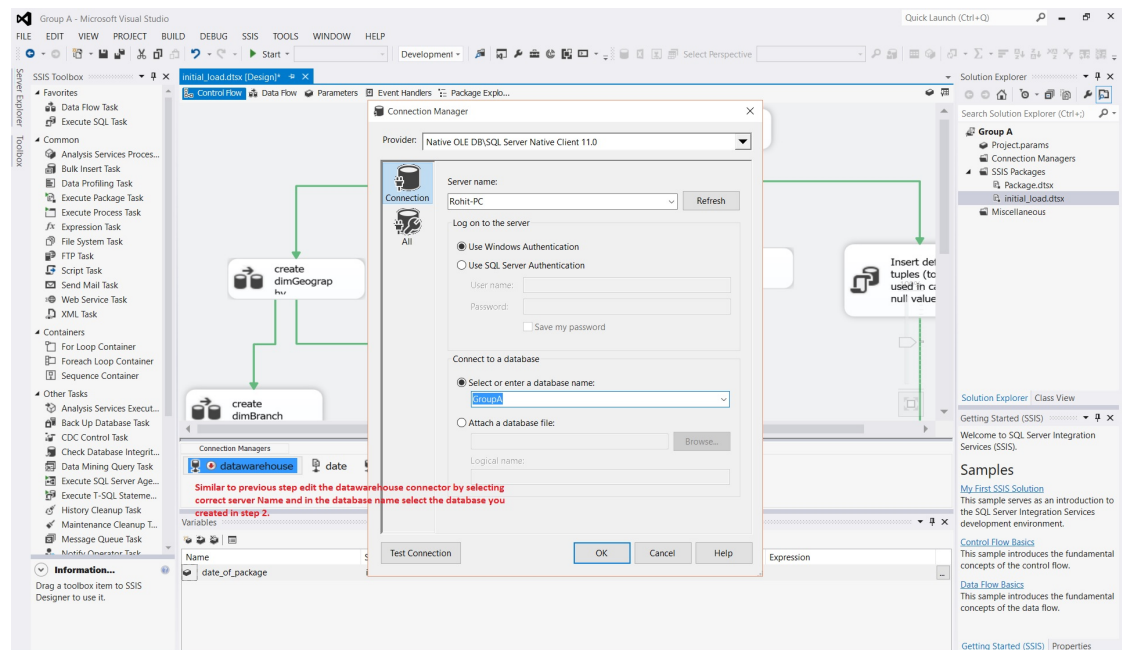 Group A - Microsoft Visual Studio
Quick Launch (Ctrl+Q)
FILE EDIT VIEW PROJECT BUILD DEBUG SSIS TOOLS WINDOW HELP
Start
Development
Select Perspective
Server Explorer
Toolbox
SSIS Toolbox
Favorites
Data Flow Task
Execute SQL Task
Common
Analysis Services Proces...
Bulk Insert Task
Data Profiling Task
Execute Package Task
Execute Process Task
Expression Task
File System Task
FTP Task
Script Task
Send Mail Task
Web Service Task
XML Task
Containers
For Loop Container
Foreach Loop Container
Sequence Container
Other Tasks
Analysis Services Execut...
Back Up Database Task
CDC Control Task
Check Database Integrit...
Data Mining Query Task
Execute SQL Server Age...
Execute T-SQL Stateme...
History Cleanup Task
Maintenance Cleanup T...
Message Queue Task
Notify Operator Task
Information...
Drag a toolbox item to SSIS
Designer to use it.
initial_load.dtsx [Design]*
Control Flow Data Flow Parameters Event Handlers Package Explo...
create
dimGeograp
hy
create
dimBranch
Insert def
tuples (to
used in ca
null value
Connection Manager
Provider: Native OLE DB\SQL Server Native Client 11.0
Connection
All
Server name:
Rohit-PC
Refresh
Log on to the server
Use Windows Authentication
Use SQL Server Authentication
User name:
Password:
Save my password
Connect to a database
Select or enter a database name:
GroupA
Attach a database file:
Browse...
Logical name:
Test Connection
OK
Cancel
Help
Connection Managers
datawarehouse
date
Similar to previous step edit the datawarehouse connector by selecting
correct server Name and in the database name select the database you
created in step 2.
Variables
Name
Expression
date_of_package
Solution Explorer
Search Solution Explorer (Ctrl+;)
Group A
Project.params
Connection Managers
SSIS Packages
Package.dtsx
initial_load.dtsx
Miscellaneous
Solution Explorer Class View
Getting Started (SSIS)
Welcome to SQL Server Integration
Services (SSIS).
Samples
My First SSIS Solution
This sample serves as an introduction to
the SQL Server Integration Services
development environment.
Control Flow Basics
This sample introduces the fundamental
concepts of the control flow.
Data Flow Basics
This sample introduces the fundamental
concepts of the data flow.
Getting Started (SSIS) Properties